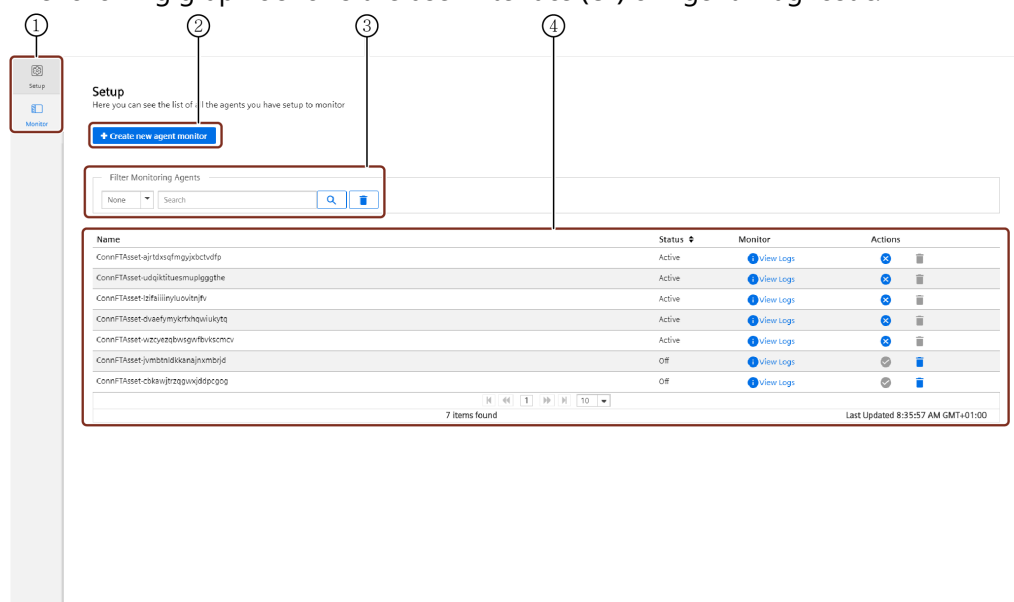 ① ② ③ ④
Setup
Monitor
Setup
Here you can see the list of all the agents you have setup to monitor
+ Create new agent monitor
Filter Monitoring Agents
None Search
Name Status Monitor Actions
ConnFTAsset-ajrtdxsqfmgyjxbctvdfp Active View Logs
ConnFTAsset-udqiktituesmuplgggthe Active View Logs
ConnFTAsset-lzifaiiiinyluovitnjfv Active View Logs
ConnFTAsset-dvaefymykrfxhqwiukytq Active View Logs
ConnFTAsset-wzcyezqbwsgwfbvkscmcv Active View Logs
ConnFTAsset-jvmbtnldkkanajnxmbrjd Off View Logs
ConnFTAsset-cbkawjtrzqgwxjddpcgog Off View Logs
1 10
7 items found Last Updated 8:35:57 AM GMT+01:00